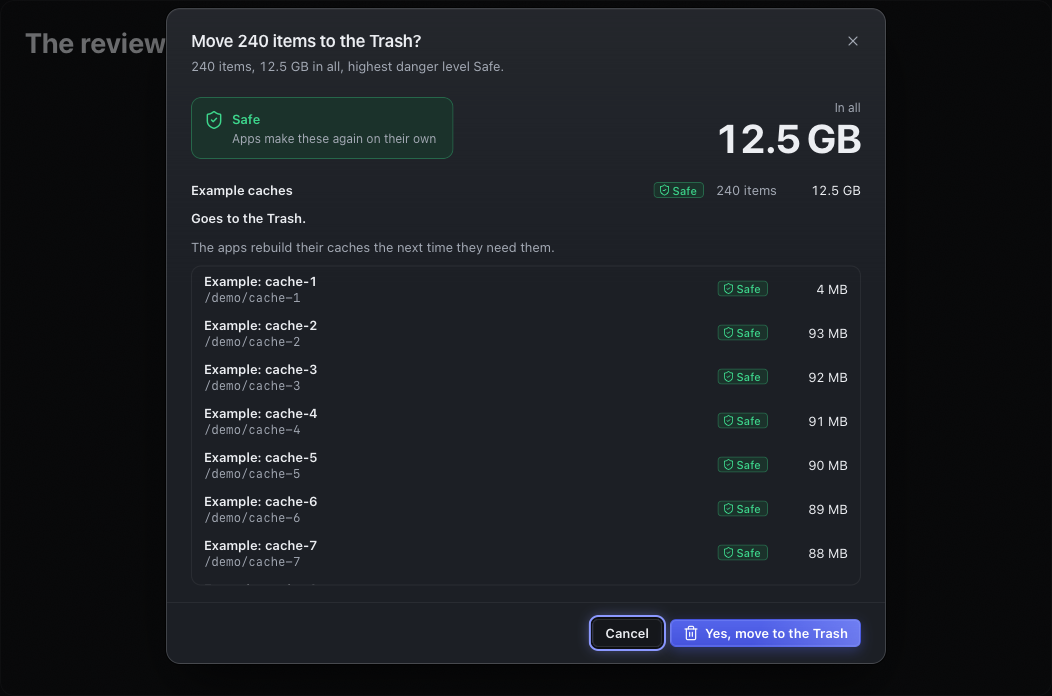 The review
Move 240 items to the Trash?
240 items, 12.5 GB in all, highest danger level Safe.
Safe
Apps make these again on their own
In all
12.5 GB
Example caches Safe 240 items 12.5 GB
Goes to the Trash.
The apps rebuild their caches the next time they need them.
Example: cache-1
/demo/cache-1
Safe 4 MB
Example: cache-2
/demo/cache-2
Safe 93 MB
Example: cache-3
/demo/cache-3
Safe 92 MB
Example: cache-4
/demo/cache-4
Safe 91 MB
Example: cache-5
/demo/cache-5
Safe 90 MB
Example: cache-6
/demo/cache-6
Safe 89 MB
Example: cache-7
/demo/cache-7
Safe 88 MB
Cancel Yes, move to the Trash